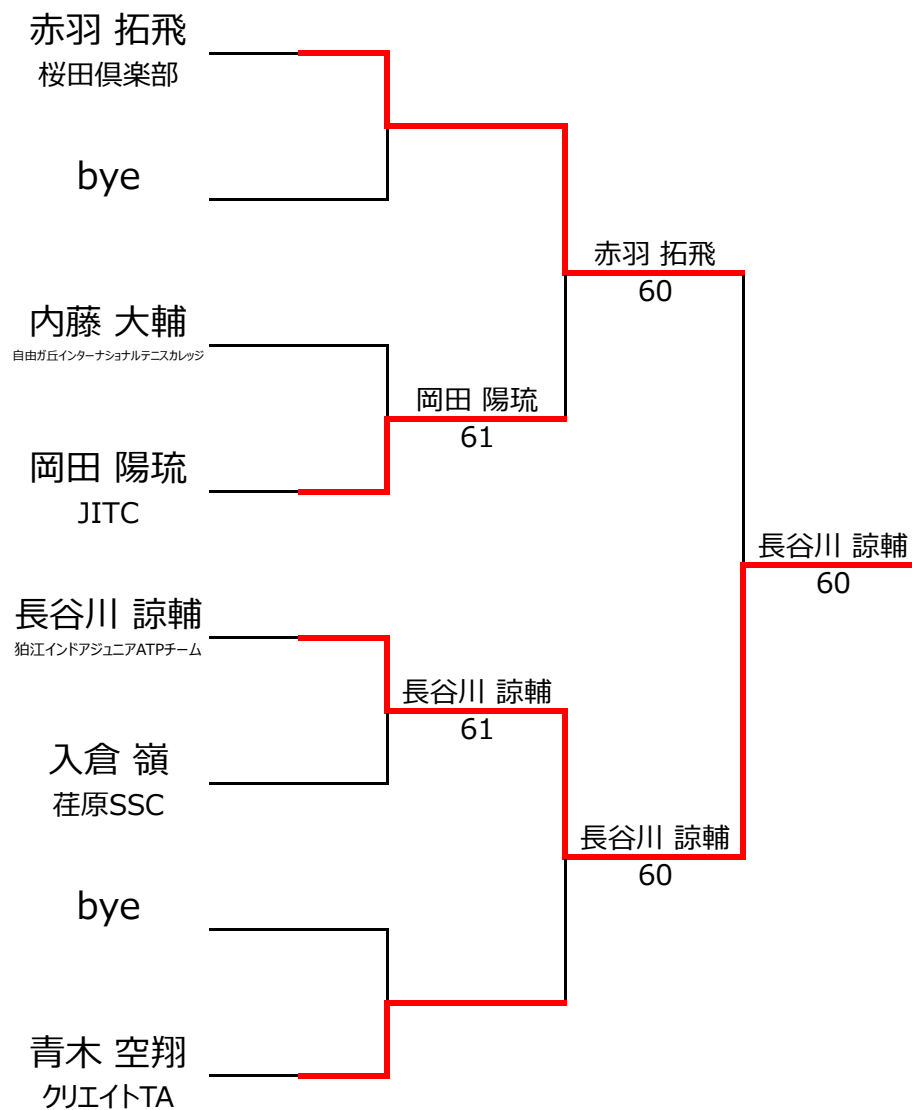 赤羽 拓飛
桜田倶楽部
bye
赤羽 拓飛
60
内藤 大輔
自由ガ丘インターナショナルテニスカレッジ
岡田 陽琉
61
岡田 陽琉
JITC
長谷川 諒輔
60
長谷川 諒輔
狛江インドアジュニアATPチーム
長谷川 諒輔
61
入倉 嶺
荏原SSC
長谷川 諒輔
60
bye
青木 空翔
クリエイトTA